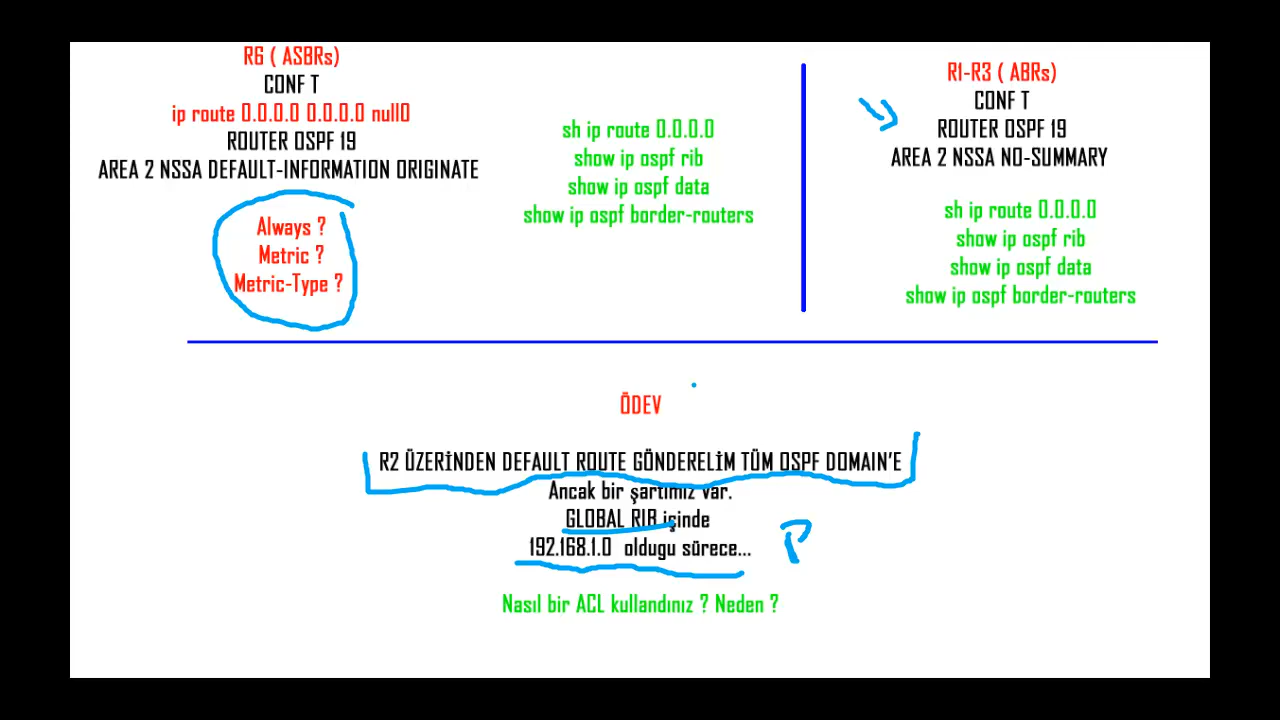 R6 ( ASBRs)
CONF T
ip route 0.0.0.0 0.0.0.0 null0
ROUTER OSPF 19
AREA 2 NSSA DEFAULT-INFORMATION ORIGINATE
Always ?
Metric ?
Metric-Type ?
sh ip route 0.0.0.0
show ip ospf rib
show ip ospf data
show ip ospf border-routers
R1-R3 ( ABRs)
CONF T
ROUTER OSPF 19
AREA 2 NSSA NO-SUMMARY
sh ip route 0.0.0.0
show ip ospf rib
show ip ospf data
show ip ospf border-routers
ÖDEV
R2 ÜZERİNDEN DEFAULT ROUTE GÖNDERELİM TÜM OSPF DOMAIN'E
Ancak bir şartımız var.
GLOBAL RIB içinde
192.168.1.0 oldugu sürece...
Nasıl bir ACL kullandınız ? Neden ?